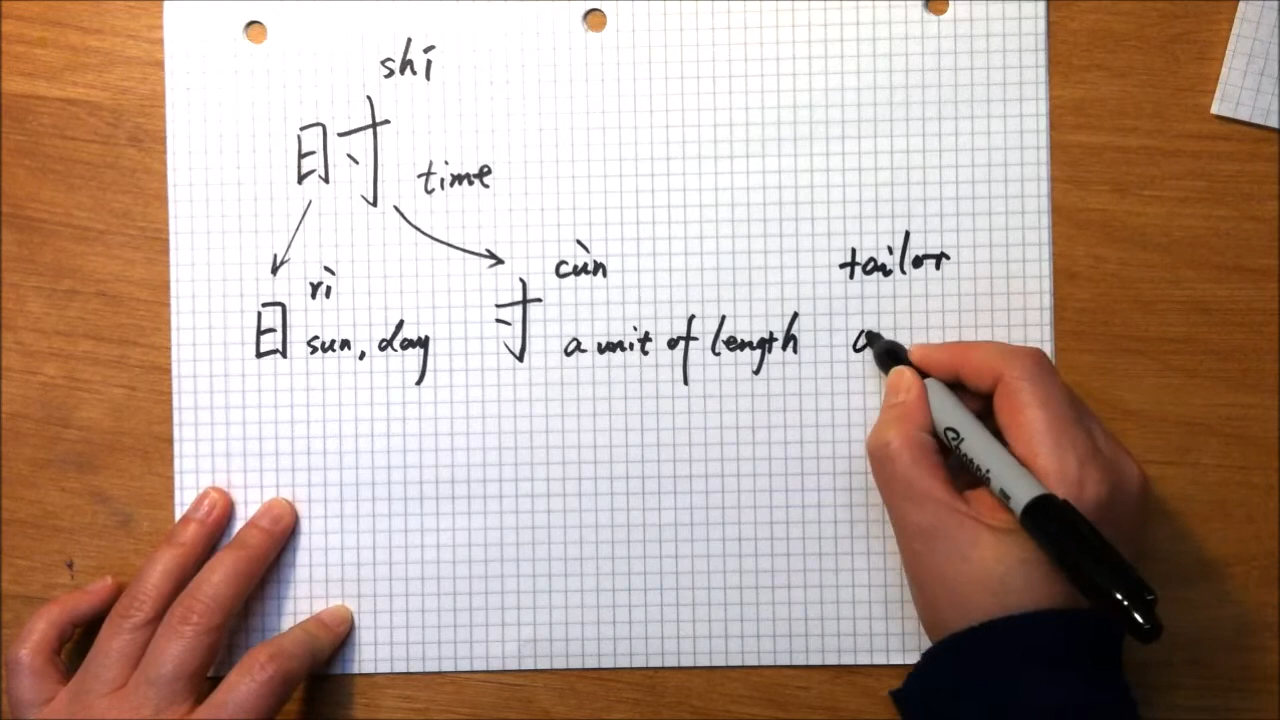 shí
时
time
rì
cùn
tailor
日 sun, day
寸 a unit of length
a
Sharpie